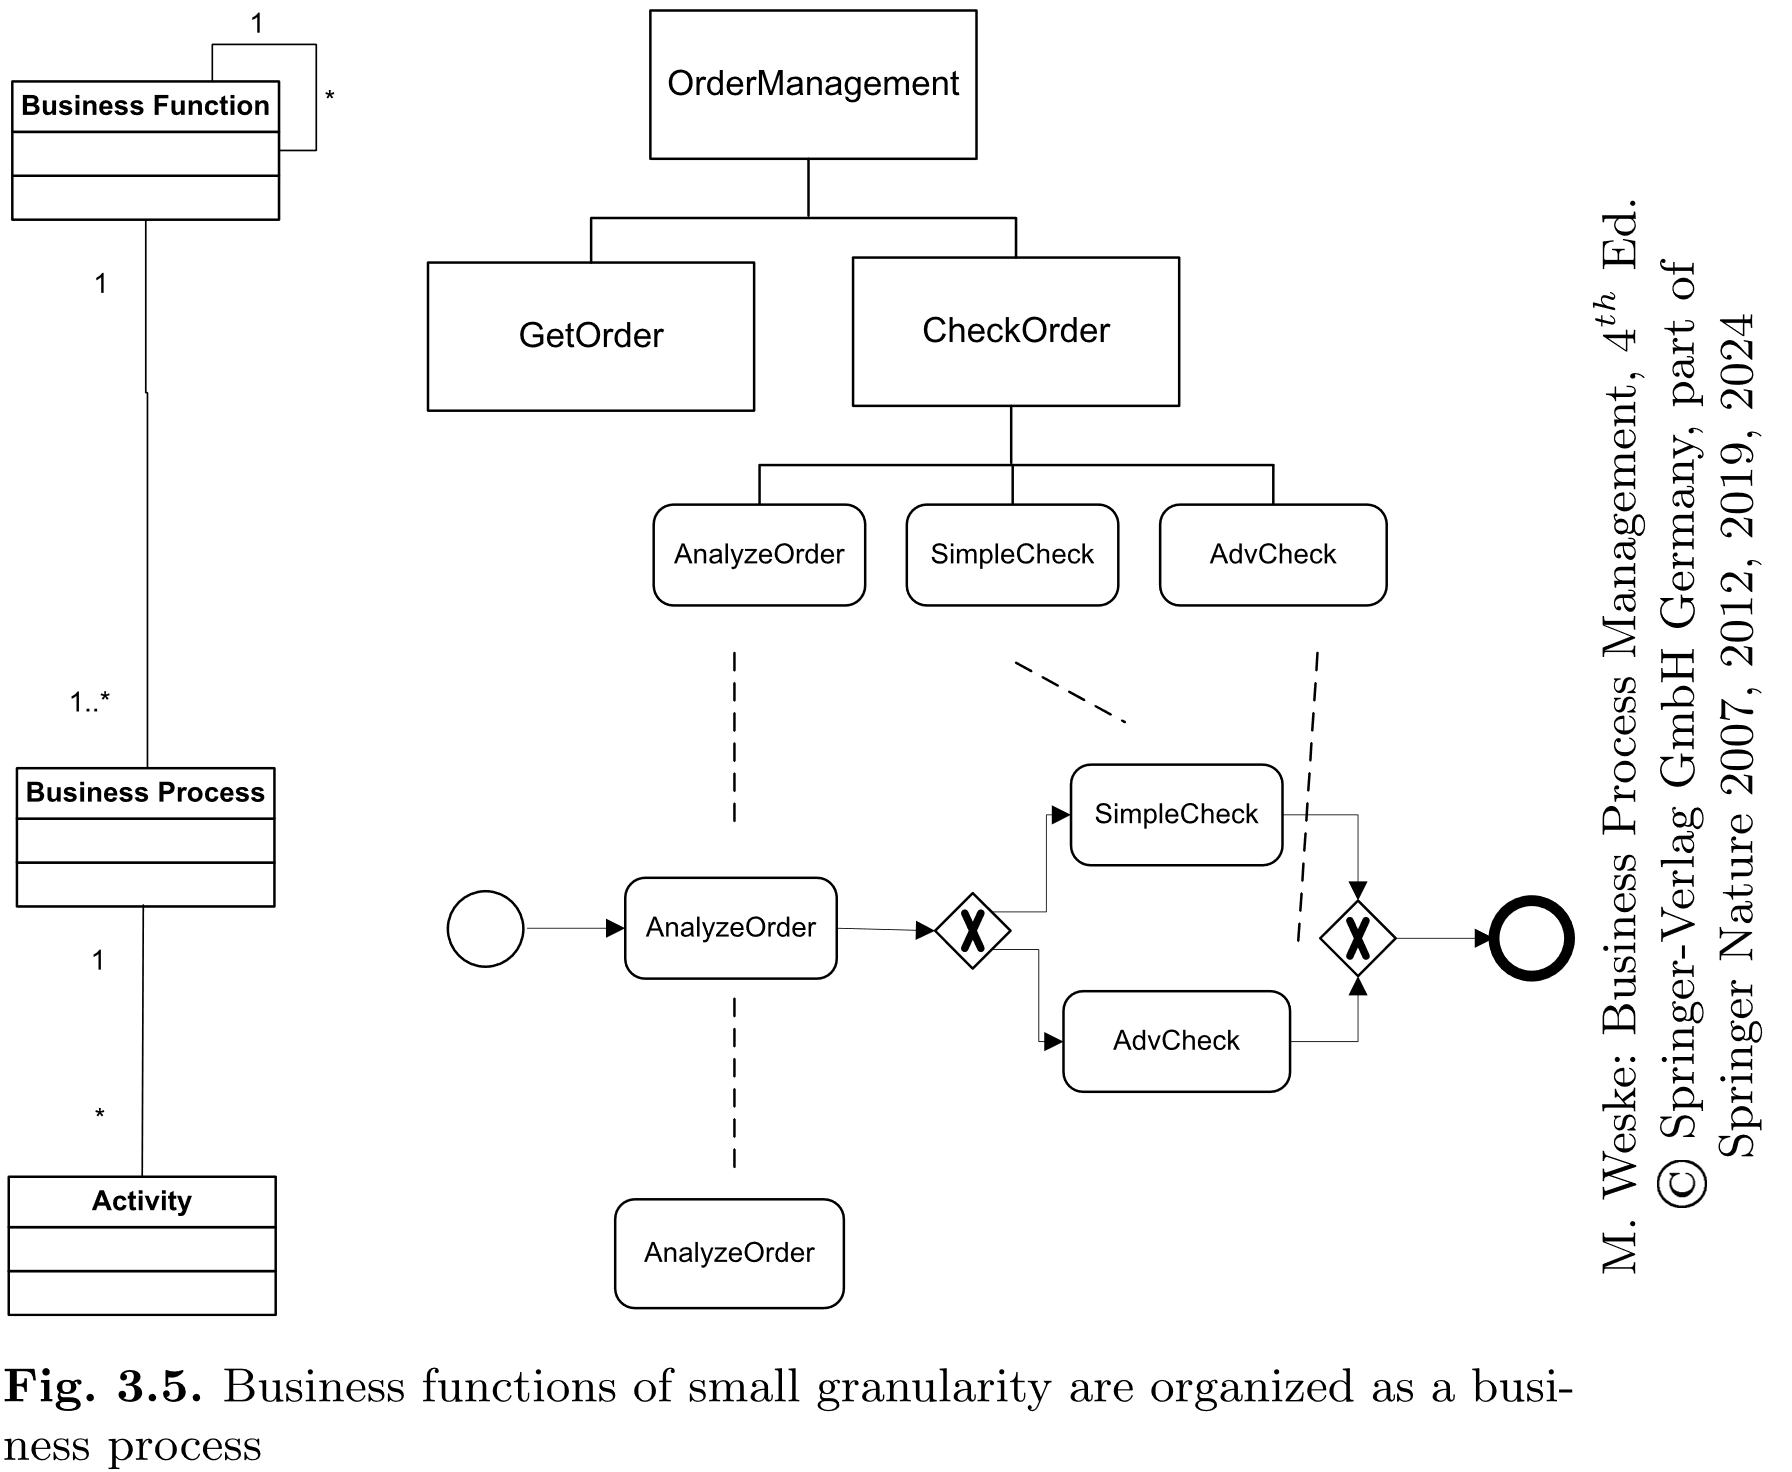 1
*
Business Function
1
1..*
Business Process
1
*
Activity
OrderManagement
GetOrder
CheckOrder
AnalyzeOrder
SimpleCheck
AdvCheck
SimpleCheck
AnalyzeOrder
X
X
AdvCheck
AnalyzeOrder
M. Weske: Business Process Management, 4th Ed.
© Springer-Verlag GmbH Germany, part of
Springer Nature 2007, 2012, 2019, 2024
Fig. 3.5. Business functions of small granularity are organized as a busi-
ness process